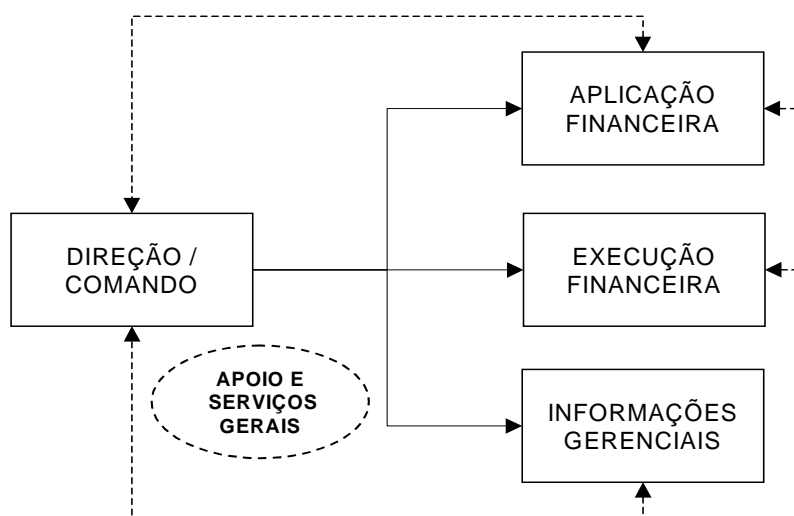 APLICAÇÃO
FINANCEIRA
DIREÇÃO /
COMANDO
EXECUÇÃO
FINANCEIRA
APOIO E
SERVIÇOS
GERAIS
INFORMAÇÕES
GERENCIAIS